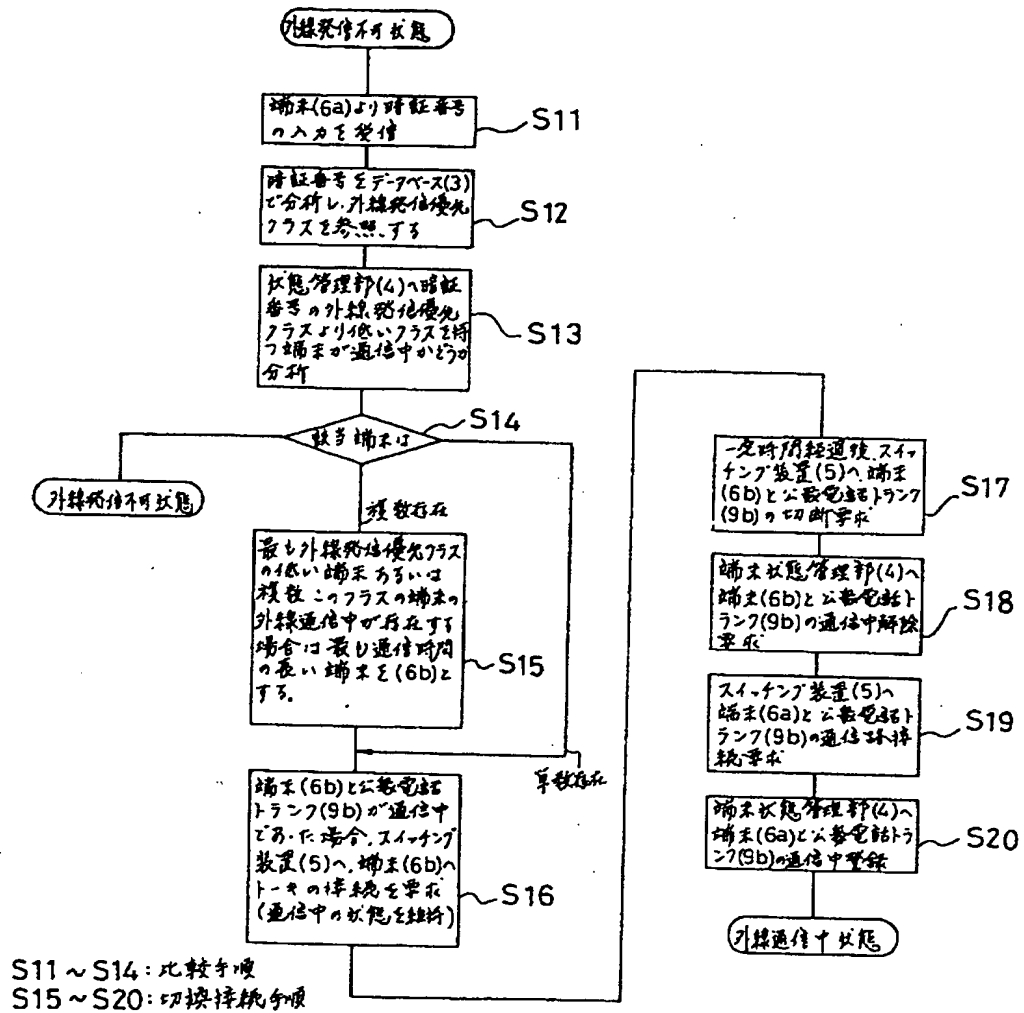 外線発信不可状態
端末(6a)より暗証番号
の入力を受信
S11
暗証番号をデータベース(3)
で分析し、外線発信優先
クラスを参照する
S12
状態管理部(4)へ暗証
番号の外線発信優先
クラスより低いクラスを持
つ端末が通信中かどうか
分析
S13
該当端末は
S14
外線発信不可状態
複数存在
単数存在
最も外線発信優先クラス
の低い端末あるいは
複数このクラスの端末の
外線通信中が存在する
場合は最も通信時間
の長い端末を(6b)と
する。
S15
端末(6b)と公衆電話
トランク(9b)が通信中
であった場合、スイッチング
装置(5)へ、端末(6b)へ
トーキの接続を要求
(通信中の状態を維持)
S16
一定時間経過後、スイッ
チング装置(5)へ、端末
(6b)と公衆電話トランク
(9b)の切断要求
S17
端末状態管理部(4)へ
端末(6b)と公衆電話ト
ランク(9b)の通信中解除
要求
S18
スイッチング装置(5)へ
端末(6a)と公衆電話ト
ランク(9b)の通信路接
続要求
S19
端末状態管理部(4)へ
端末(6a)と公衆電話トラ
ンク(9b)の通信中登録
S20
外線通信中状態
S11~S14:比較手順
S15~S20:切換接続手順